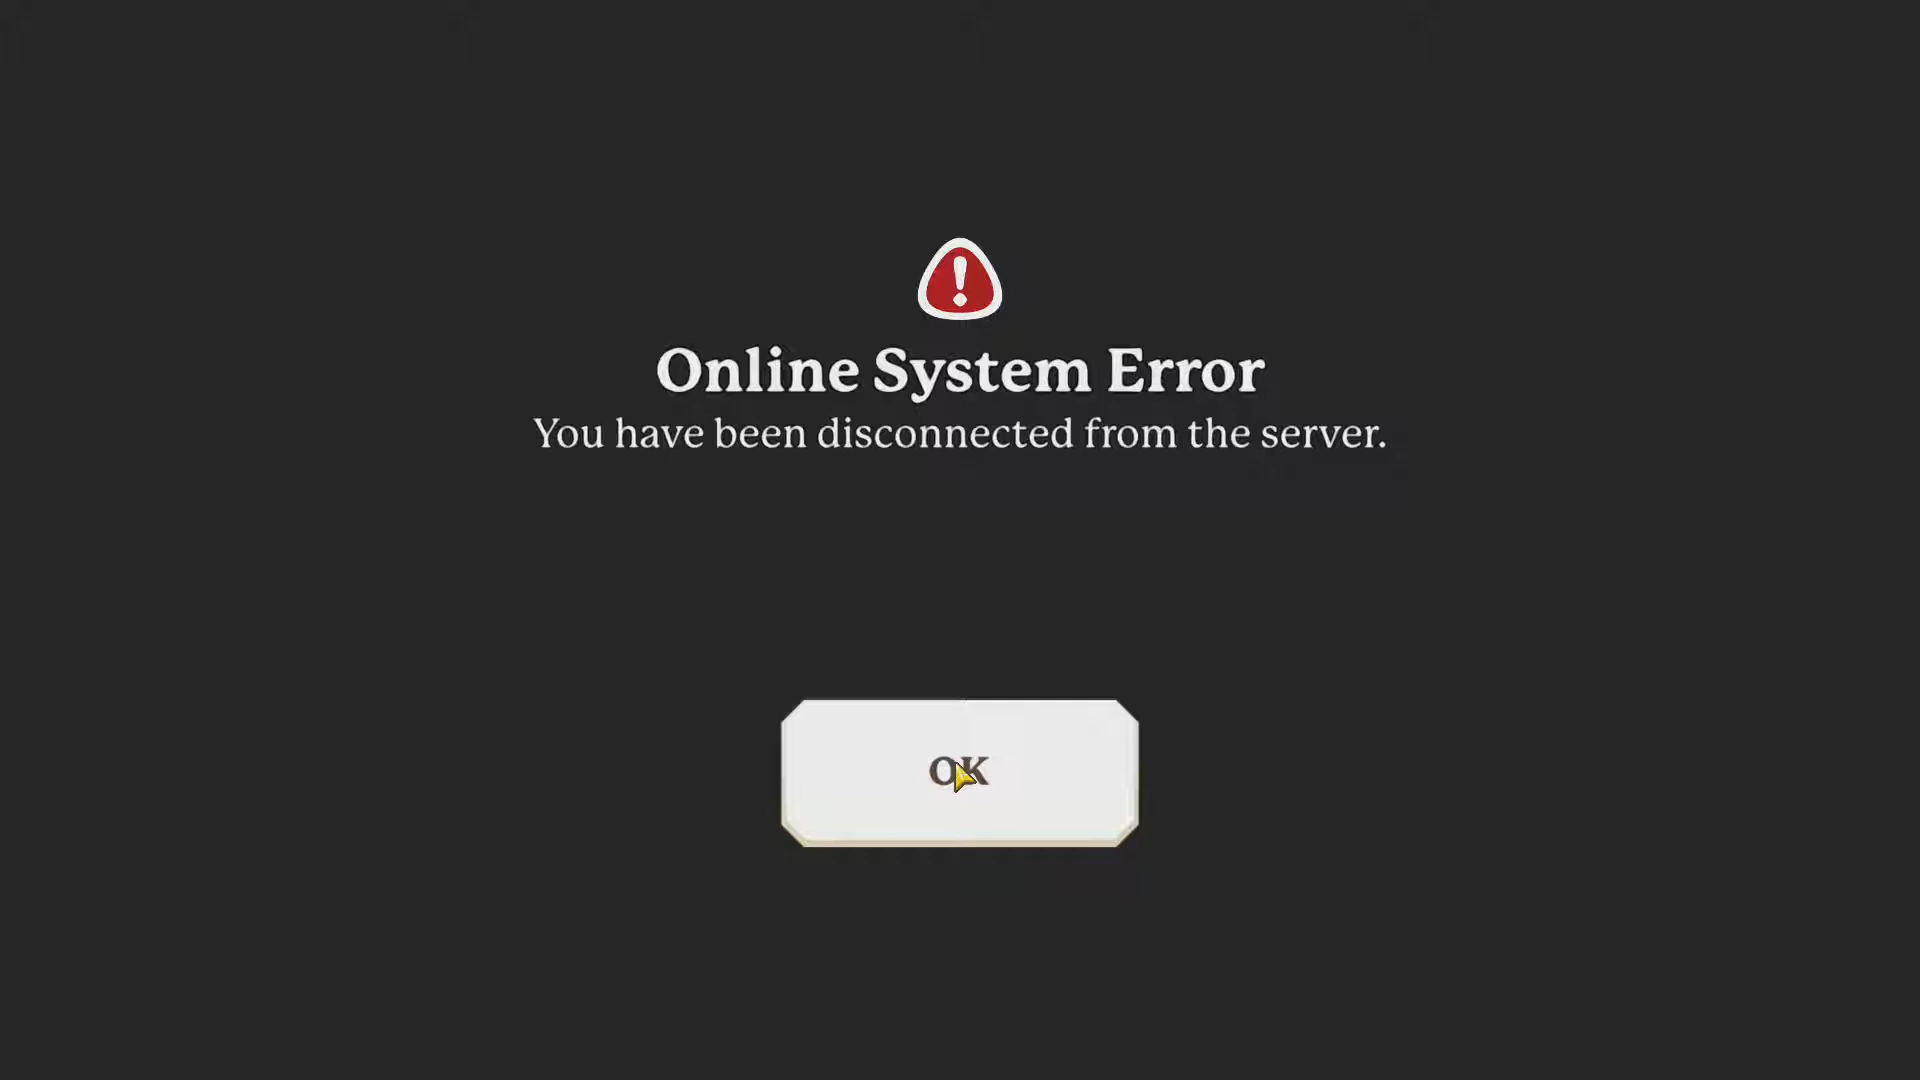 Online System Error
You have been disconnected from the server.
OK